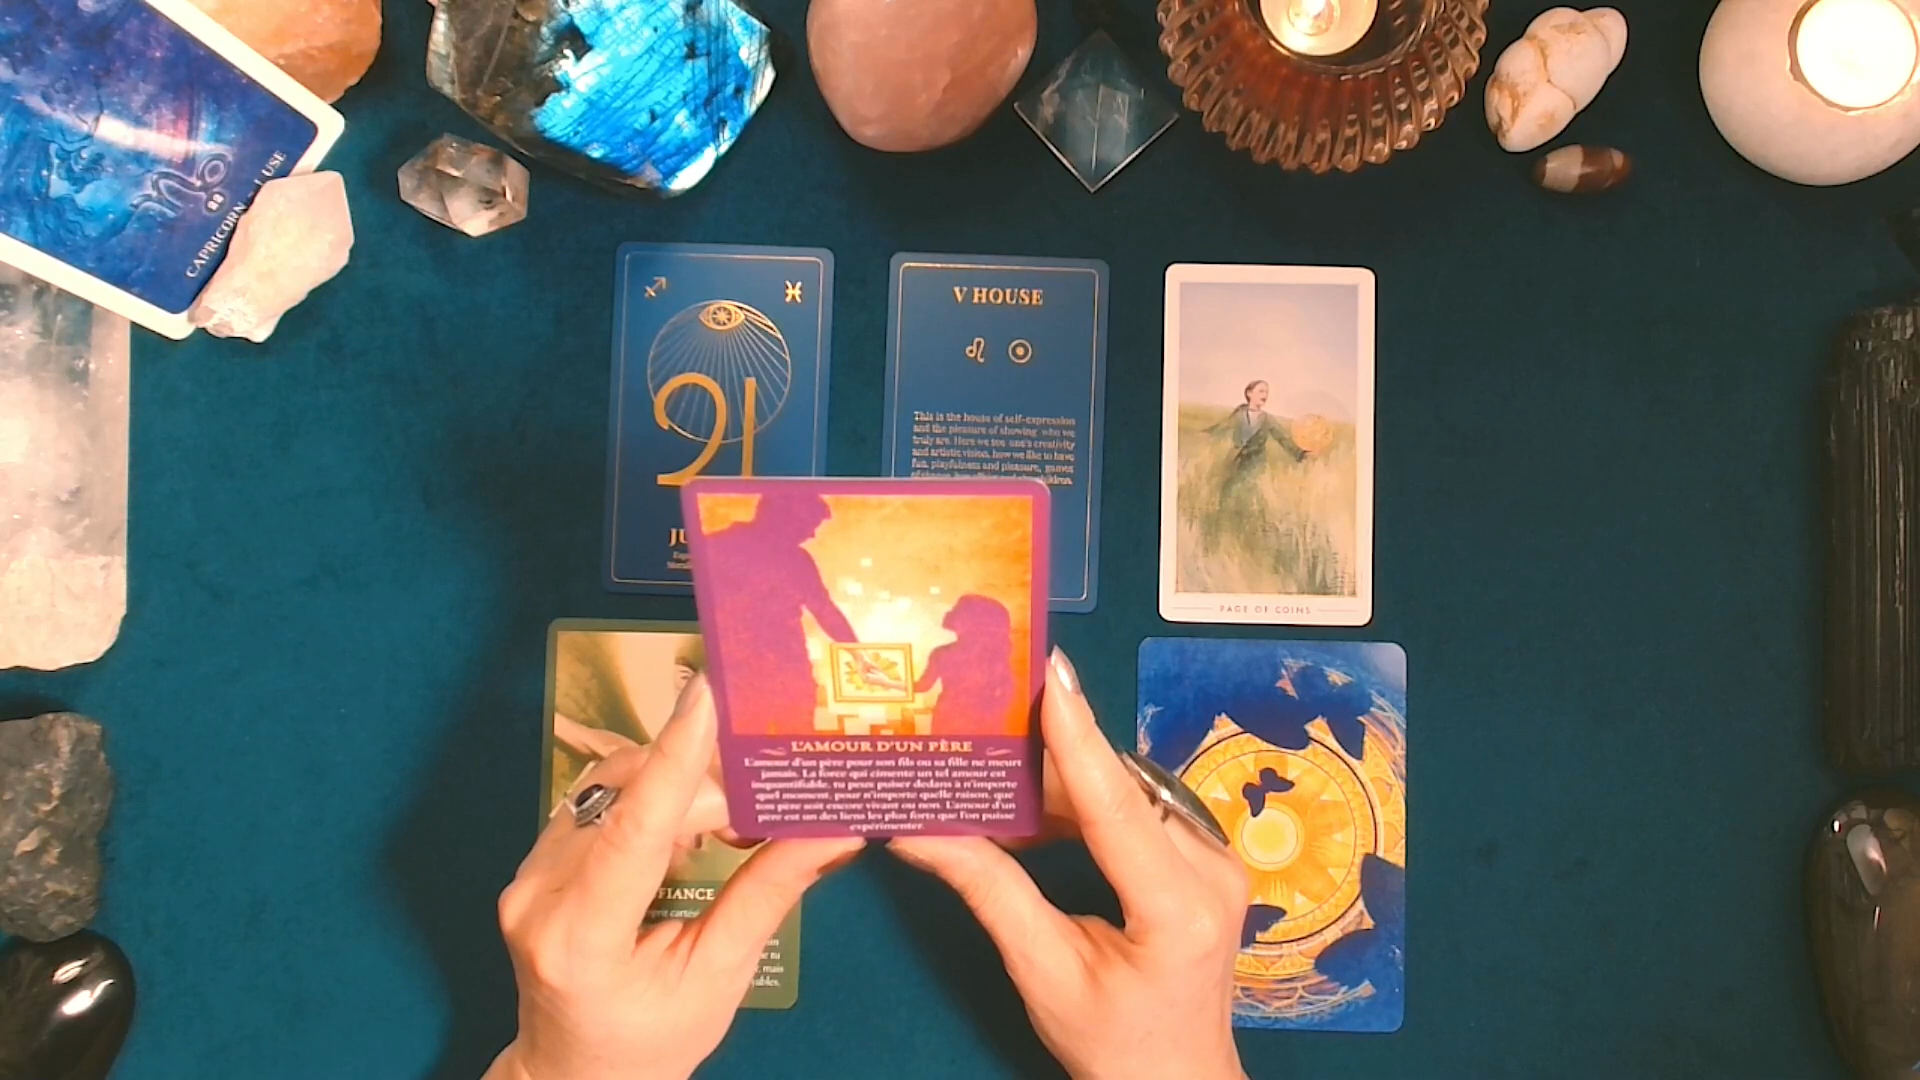 CAPRICORN
V HOUSE
This is the house of self-expression
and the pleasure of showing who we
truly are. Here we see one's creativity
and artistic vision, how we like to have
fun, playfulness and pleasure, games
JU
PAGE OF COINS
L'AMOUR D'UN PÈRE
L'amour d'un père pour son fils ou sa fille ne meurt
jamais. La force qui cimente un tel amour est
inquantifiable, tu peux puiser dedans à n'importe
quel moment, pour n'importe quelle raison, que
ton père soit encore vivant ou non. L'amour d'un
père est un des liens les plus forts que l'on puisse
expérimenter.
FIANCE
mais